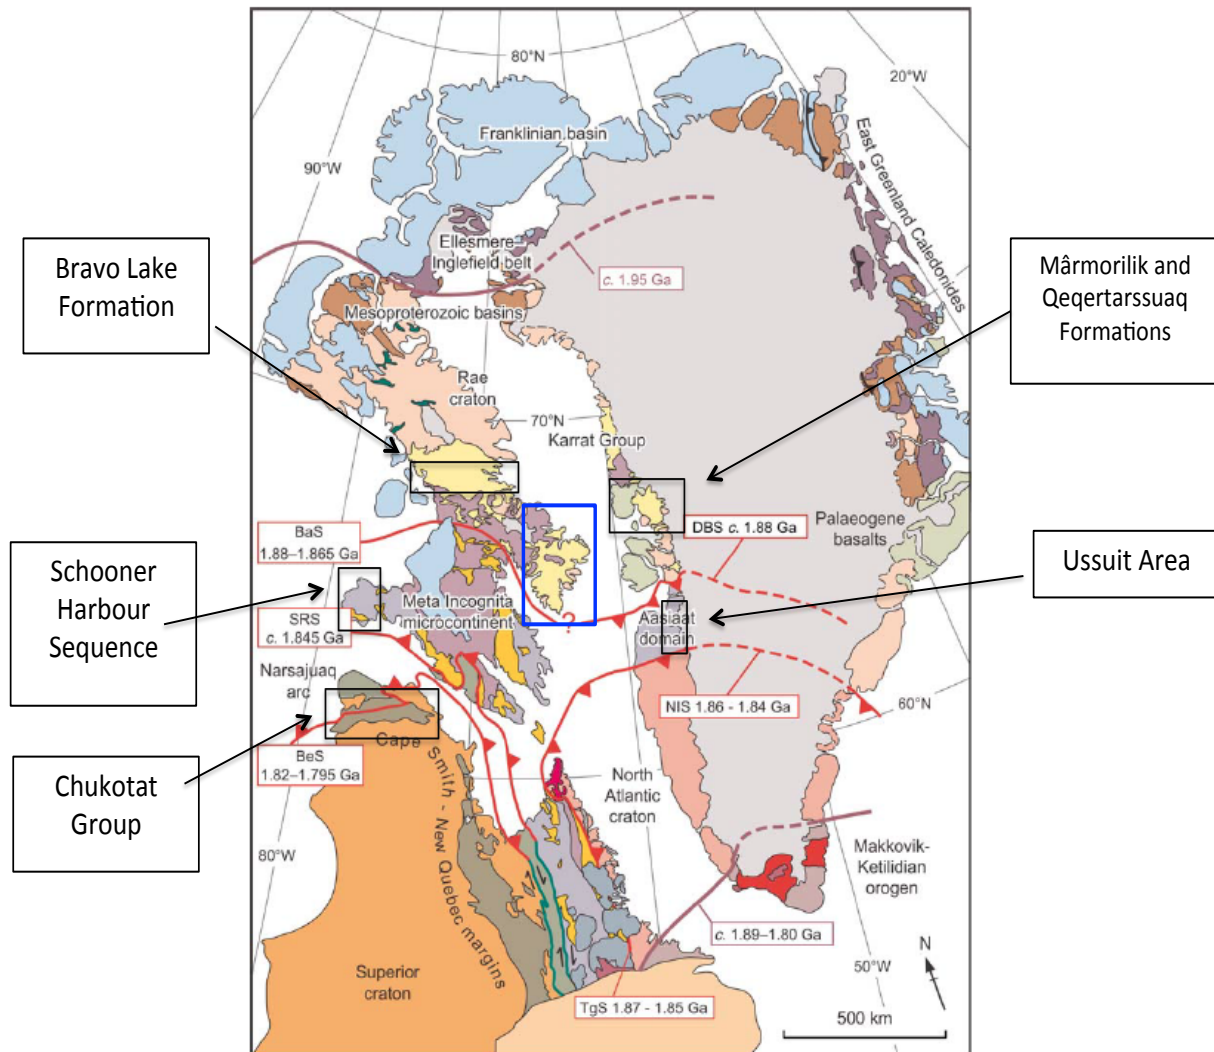 80°N
20°W
Franklinian basin
East Greenland Caledonides
90°W
Bravo Lake
Formation
Ellesmere-
Inglefield belt
c. 1.95 Ga
Mârmorilik and
Qeqertarssuaq
Formations
Mesoproterozoic basins
Rae
craton
70°N
Karrat Group
BaS
1.88–1.865 Ga
DBS c. 1.88 Ga
Palaeogene
basalts
Schooner
Harbour
Sequence
Ussuit Area
SRS
c. 1.845 Ga
Meta Incognita
microcontinent
?
Aasiaat
domain
Narsajuaq
arc
NIS 1.86 - 1.84 Ga
60°N
Chukotat
Group
BeS
1.82–1.795 Ga
Cape Smith - New Quebec margins
North
Atlantic
craton
80°W
Makkovik-
Ketilidian
orogen
c. 1.89–1.80 Ga
N
Superior
craton
50°W
TgS 1.87 - 1.85 Ga
500 km